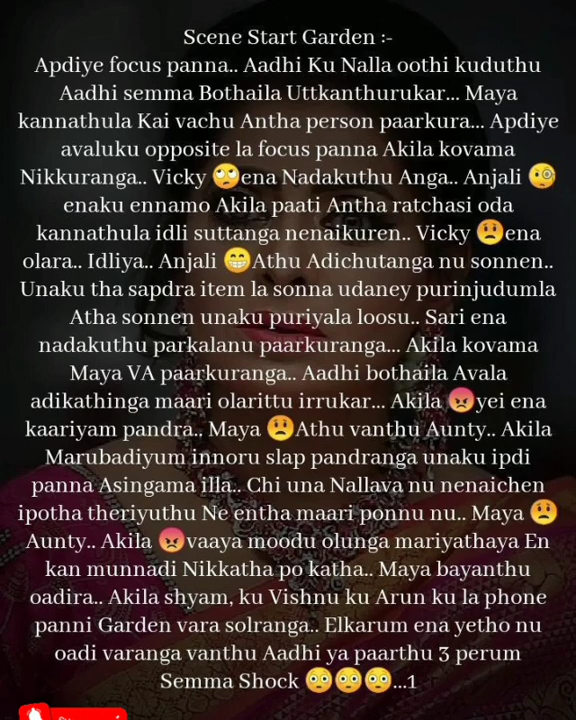 Scene Start Garden :-
Apdiye focus panna.. Aadhi Ku Nalla oothi kuduthu
Aadhi semma Bothaila Uttkanthurukar... Maya
kannathula Kai vachu Antha person paarkura... Apdiye
avaluku opposite la focus panna Akila kovama
Nikkuranga.. Vicky 🙄ena Nadakuthu Anga.. Anjali 🧐
enaku ennamo Akila paati Antha ratchasi oda
kannathula idli suttanga nenaikuren.. Vicky 😟ena
olara.. Idliya.. Anjali 😁Athu Adichutanga nu sonnen..
Unaku tha sapdra item la sonna udaney purinjudumla
Atha sonnen unaku puriyala loosu.. Sari ena
nadakuthu parkalanu paarkuranga... Akila kovama
Maya VA paarkuranga.. Aadhi bothaila Avala
adikathinga maari olarittu irrukar... Akila 😡yei ena
kaariyam pandra.. Maya 😟Athu vanthu Aunty.. Akila
Marubadiyum innoru slap pandranga unaku ipdi
panna Asingama illa.. Chi una Nallava nu nenaichen
ipotha theriyuthu Ne entha maari ponnu nu.. Maya 😟
Aunty.. Akila 😡vaaya moodu olunga mariyathaya En
kan munnadi Nikkatha po katha.. Maya bayanthu
oadira.. Akila shyam, ku Vishnu ku Arun ku la phone
panni Garden vara solranga.. Elkarum ena yetho nu
oadi varanga vanthu Aadhi ya paarthu 3 perum
Semma Shock 😳😳😳...1